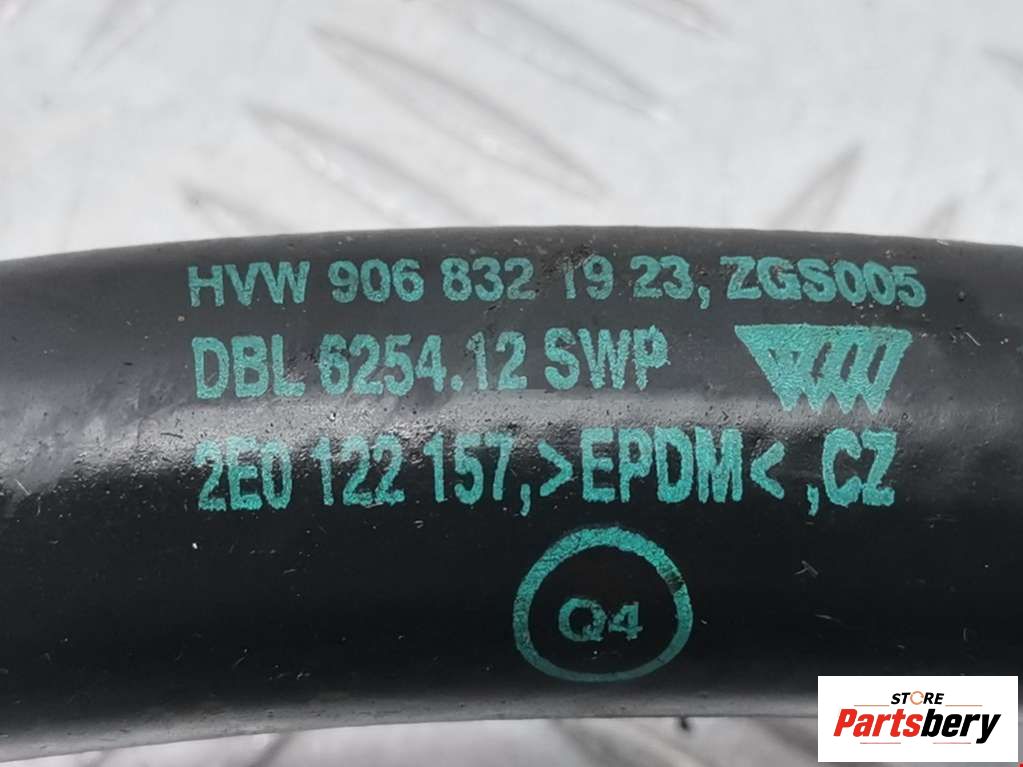 HVW 906 832 19 23, ZGS005
DBL 6254.12 SWP
2E0 122 157,>EPDM< ,CZ
Q4
STORE
Partsbery